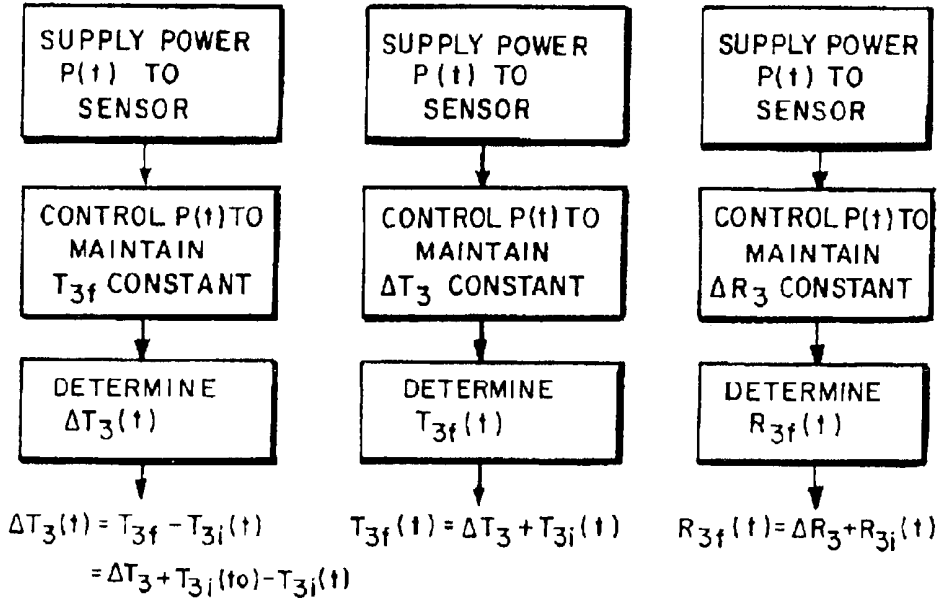 SUPPLY POWER
P(t) TO
SENSOR
CONTROL P(t) TO
MAINTAIN
T3f CONSTANT
DETERMINE
ΔT3(t)
ΔT3(t) = T3f - T3i(t)
= ΔT3 + T3i(to) - T3i(t)
SUPPLY POWER
P(t) TO
SENSOR
CONTROL P(t) TO
MAINTAIN
ΔT3 CONSTANT
DETERMINE
T3f(t)
T3f(t) = ΔT3 + T3i(t)
SUPPLY POWER
P(t) TO
SENSOR
CONTROL P(t) TO
MAINTAIN
ΔR3 CONSTANT
DETERMINE
R3f(t)
R3f(t) = ΔR3 + R3i(t)